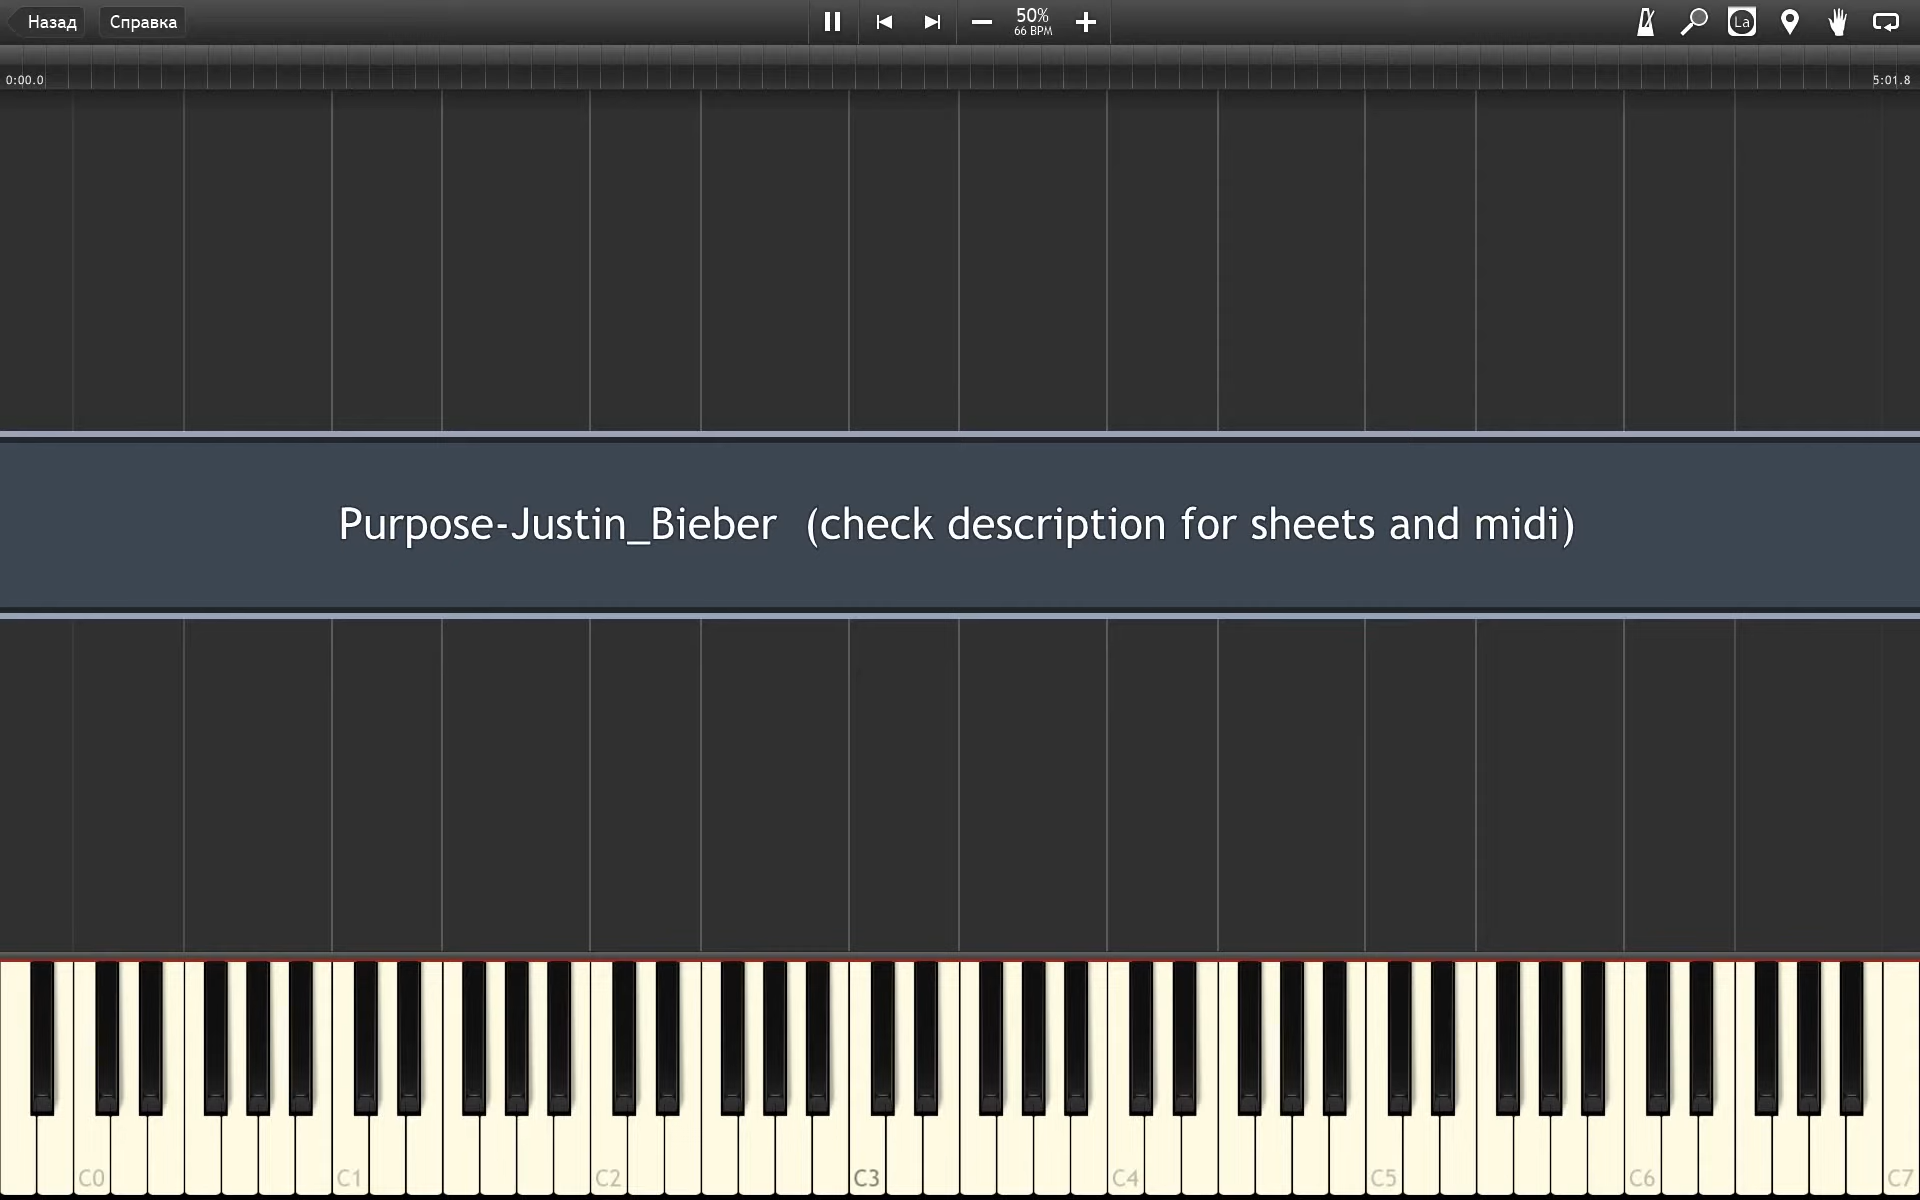 Назад Справка 50%
66 BPM La
0:00.0 5:01.8
Purpose-Justin_Bieber (check description for sheets and midi)
C0 C1 C2 C3 C4 C5 C6 C7